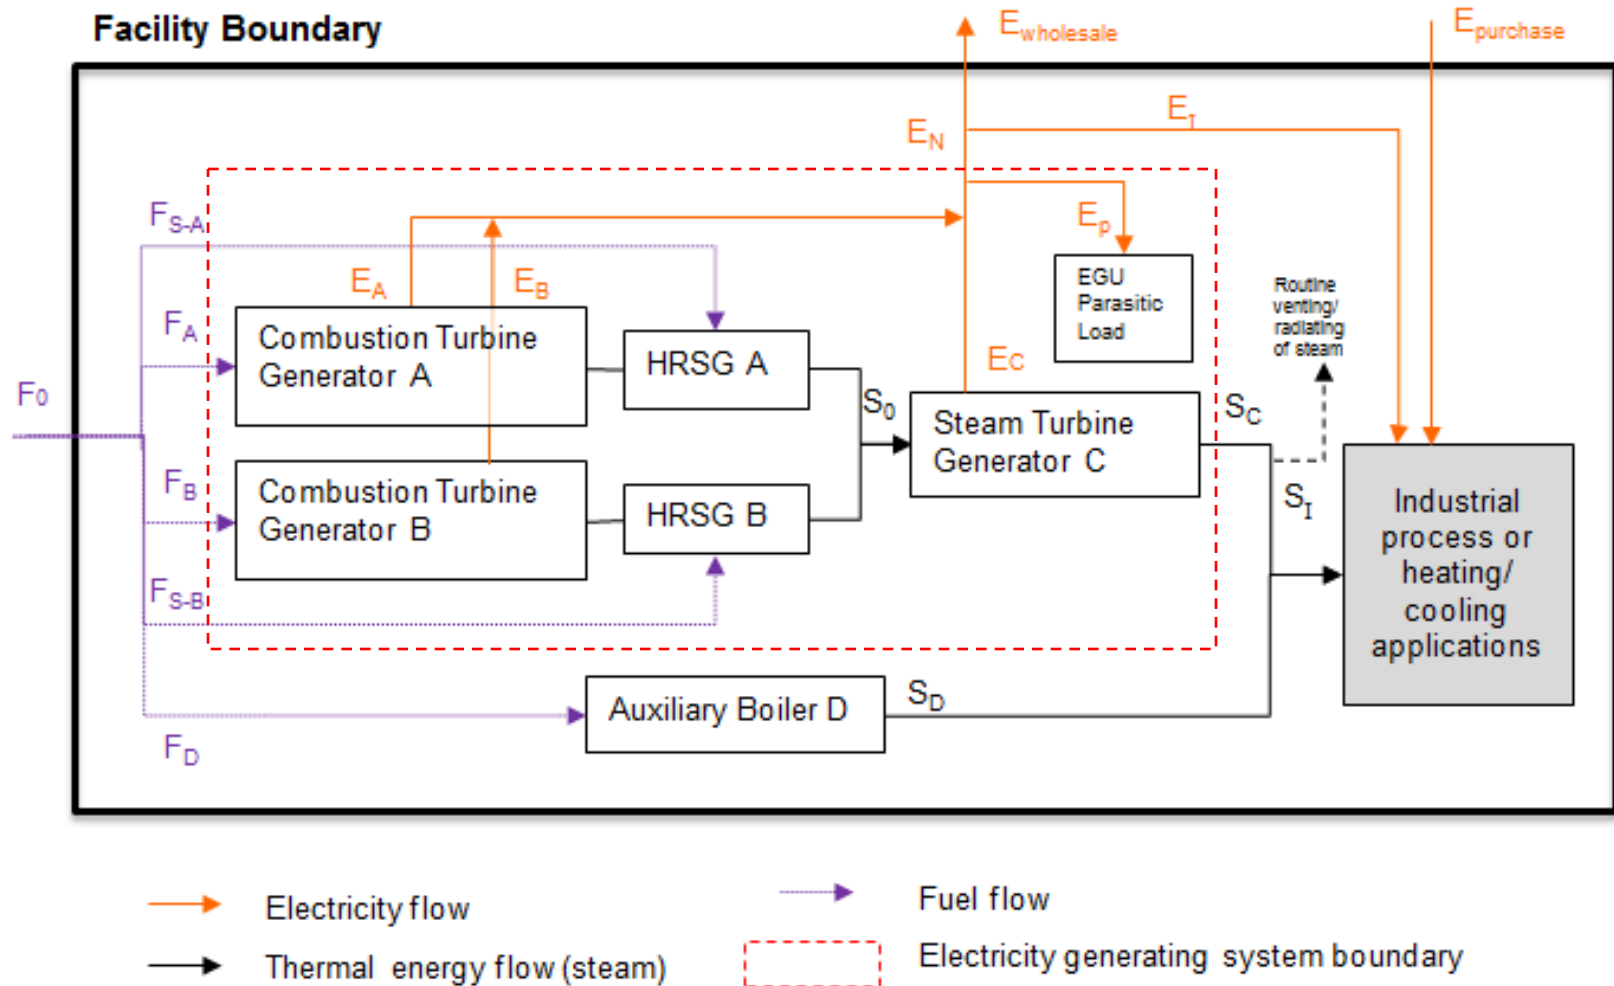 Facility Boundary
Ewholesale
Epurchase
EN
EI
FS-A
Ep
EA
EB
EGU
Parasitic
Load
Routine
venting/
radiating
of steam
FA
Combustion Turbine
Generator A
HRSG A
EC
F0
S0
SC
Steam Turbine
Generator C
FB
Combustion Turbine
Generator B
HRSG B
SI
Industrial
process or
heating/
cooling
applications
FS-B
Auxiliary Boiler D
SD
FD
Electricity flow
Fuel flow
Thermal energy flow (steam)
Electricity generating system boundary